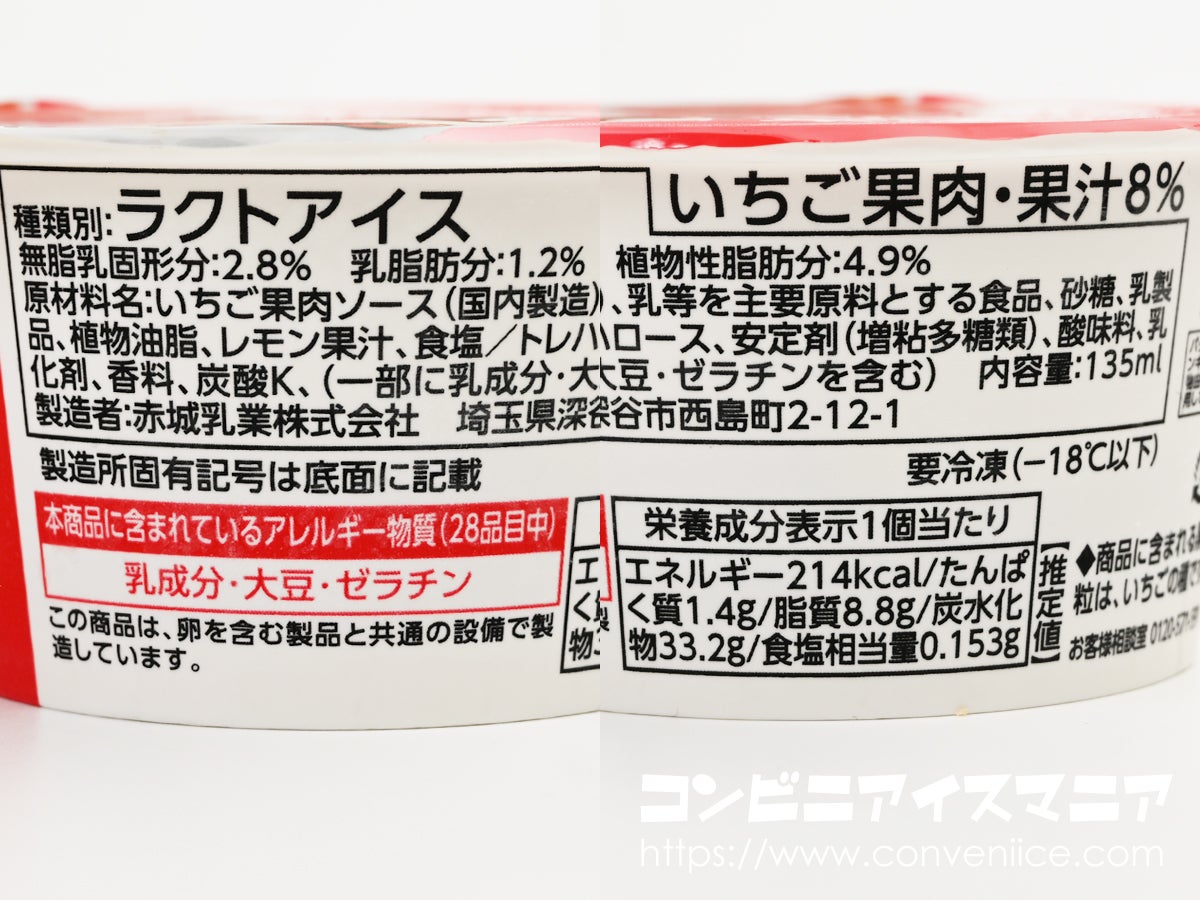 種類別:ラクトアイス
いちご果肉・果汁8%
無脂乳固形分:2.8% 乳脂肪分:1.2% 植物性脂肪分:4.9%
原材料名:いちご果肉ソース(国内製造)、乳等を主要原料とする食品、砂糖、乳製
品、植物油脂、レモン果汁、食塩/トレハロース、安定剤(増粘多糖類)、酸味料、乳
化剤、香料、炭酸K、(一部に乳成分・大豆・ゼラチンを含む) 内容量:135ml
製造者:赤城乳業株式会社 埼玉県深谷市西島町2-12-1
製造所固有記号は底面に記載
要冷凍(-18℃以下)
本商品に含まれているアレルギー物質(28品目中)
乳成分・大豆・ゼラチン
この商品は、卵を含む製品と共通の設備で製
造しています。
栄養成分表示1個当たり
エネルギー214kcal/たんぱ
く質1.4g/脂質8.8g/炭水化
物33.2g/食塩相当量0.153g
【推定値】
◆商品に含まれる
粒は、いちごの種で
お客様相談室 0120-571-
コンビニアイスマニア
https://www.conveniice.com